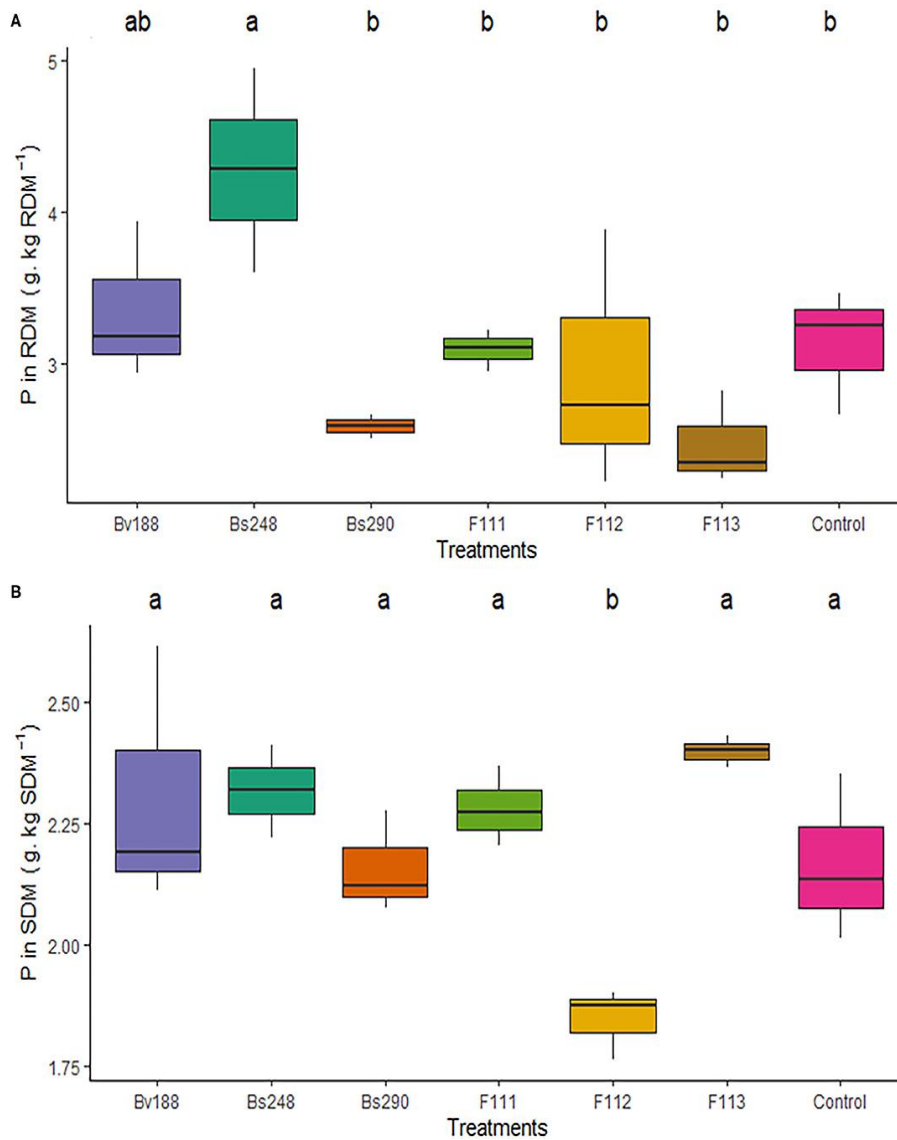 A
ab a b b b b b
P in RDM ( g. kg RDM⁻¹)
5
4
3
Bv188 Bs248 Bs290 F111 F112 F113 Control
Treatments
B
a a a a b a a
P in SDM ( g. kg SDM⁻¹)
2.50
2.25
2.00
1.75
Bv188 Bs248 Bs290 F111 F112 F113 Control
Treatments